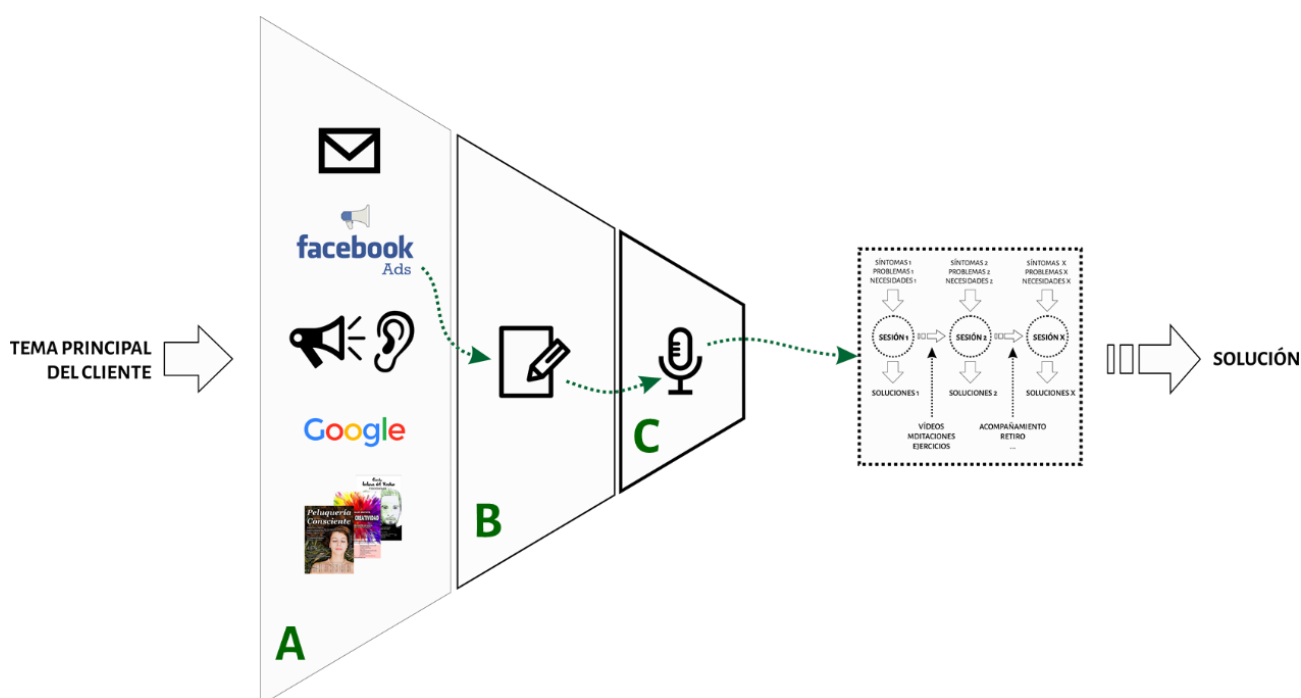 TEMA PRINCIPAL
DEL CLIENTE
facebook
Ads
Google
Peluquería
Consciente
CREATIVIDAD
A
B
C
SÍNTOMAS 1
PROBLEMAS 1
NECESIDADES 1
SÍNTOMAS 2
PROBLEMAS 2
NECESIDADES 2
SÍNTOMAS X
PROBLEMAS X
NECESIDADES X
SESIÓN 1
SESIÓN 2
SESIÓN X
SOLUCIONES 1
SOLUCIONES 2
SOLUCIONES X
VÍDEOS
MDITACIONES
EJERCICIOS
ACOMPAÑAMIENTO
RETIRO
...
SOLUCIÓN